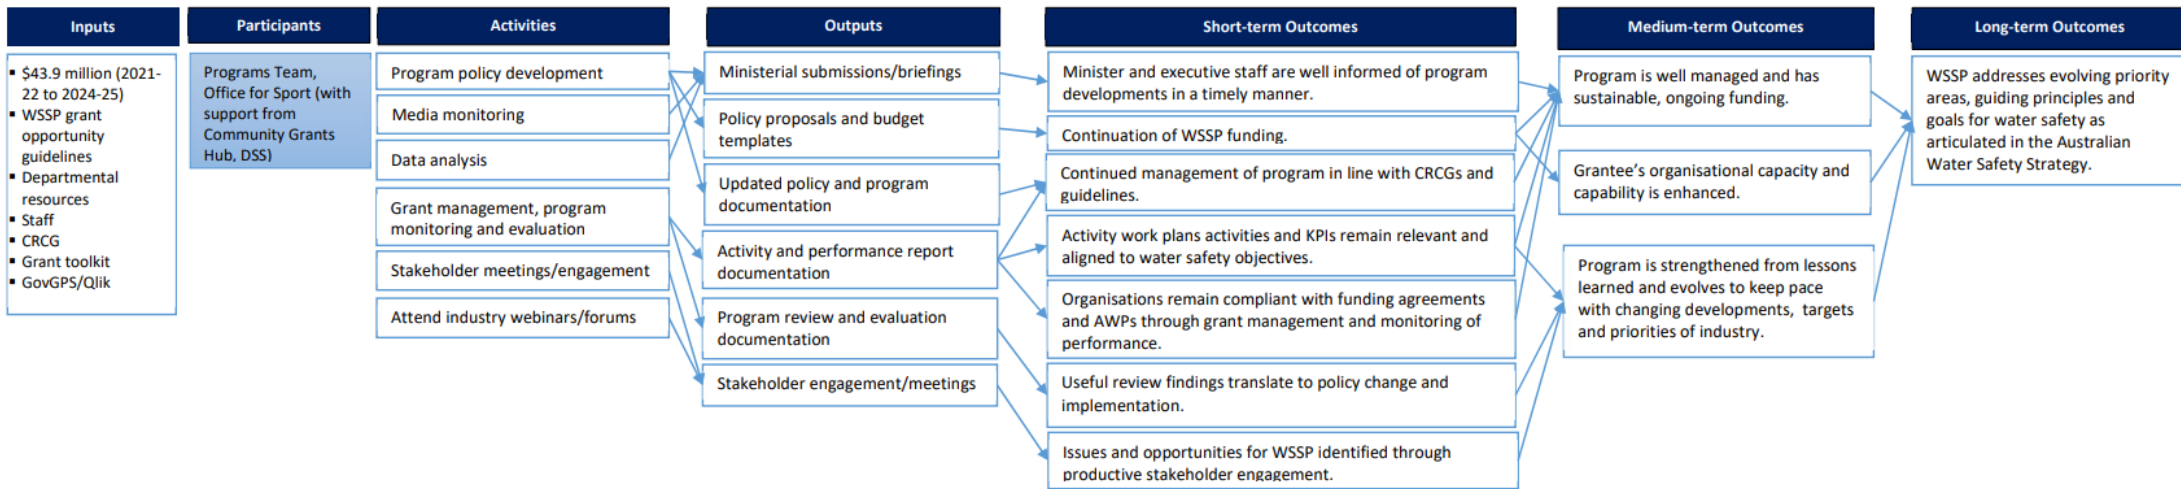 Inputs
▪ $43.9 million (2021-
22 to 2024-25)
▪ WSSP grant
opportunity
guidelines
▪ Departmental
resources
▪ Staff
▪ CRCG
▪ Grant toolkit
▪ GovGPS/Qlik
Participants
Programs Team,
Office for Sport (with
support from
Community Grants
Hub, DSS)
Activities
Program policy development
Media monitoring
Data analysis
Grant management, program
monitoring and evaluation
Stakeholder meetings/engagement
Attend industry webinars/forums
Outputs
Ministerial submissions/briefings
Policy proposals and budget
templates
Updated policy and program
documentation
Activity and performance report
documentation
Program review and evaluation
documentation
Stakeholder engagement/meetings
Short-term Outcomes
Minister and executive staff are well informed of program
developments in a timely manner.
Continuation of WSSP funding.
Continued management of program in line with CRCGs and
guidelines.
Activity work plans activities and KPIs remain relevant and
aligned to water safety objectives.
Organisations remain compliant with funding agreements
and AWPs through grant management and monitoring of
performance.
Useful review findings translate to policy change and
implementation.
Issues and opportunities for WSSP identified through
productive stakeholder engagement.
Medium-term Outcomes
Program is well managed and has
sustainable, ongoing funding.
Grantee's organisational capacity and
capability is enhanced.
Program is strengthened from lessons
learned and evolves to keep pace
with changing developments, targets
and priorities of industry.
Long-term Outcomes
WSSP addresses evolving priority
areas, guiding principles and
goals for water safety as
articulated in the Australian
Water Safety Strategy.